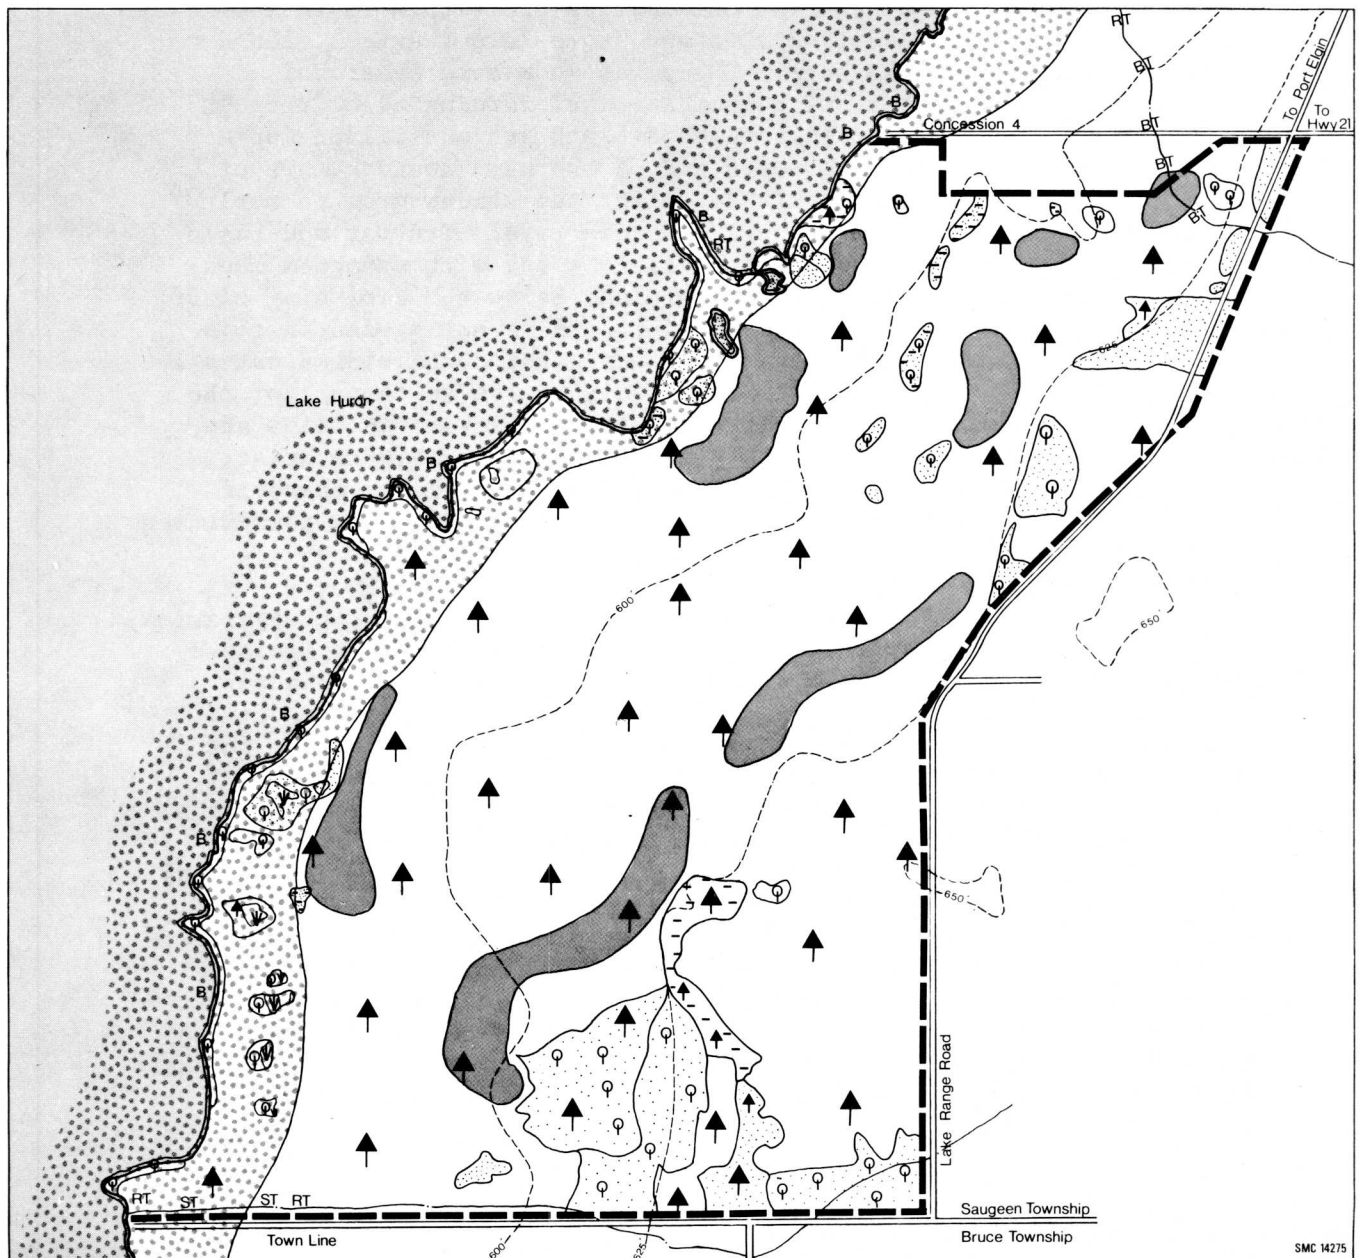 RT
BT
To Port Elgin
B
To
Hwy 21
Concession 4
BT
B
BT
B
BT
RT
625
Lake Huron
B
B
600
650
B
B
650
B
Lake Range Road
RT ST ST RT
Saugeen Township
Town Line
Bruce Township
600
625
SMC 14275